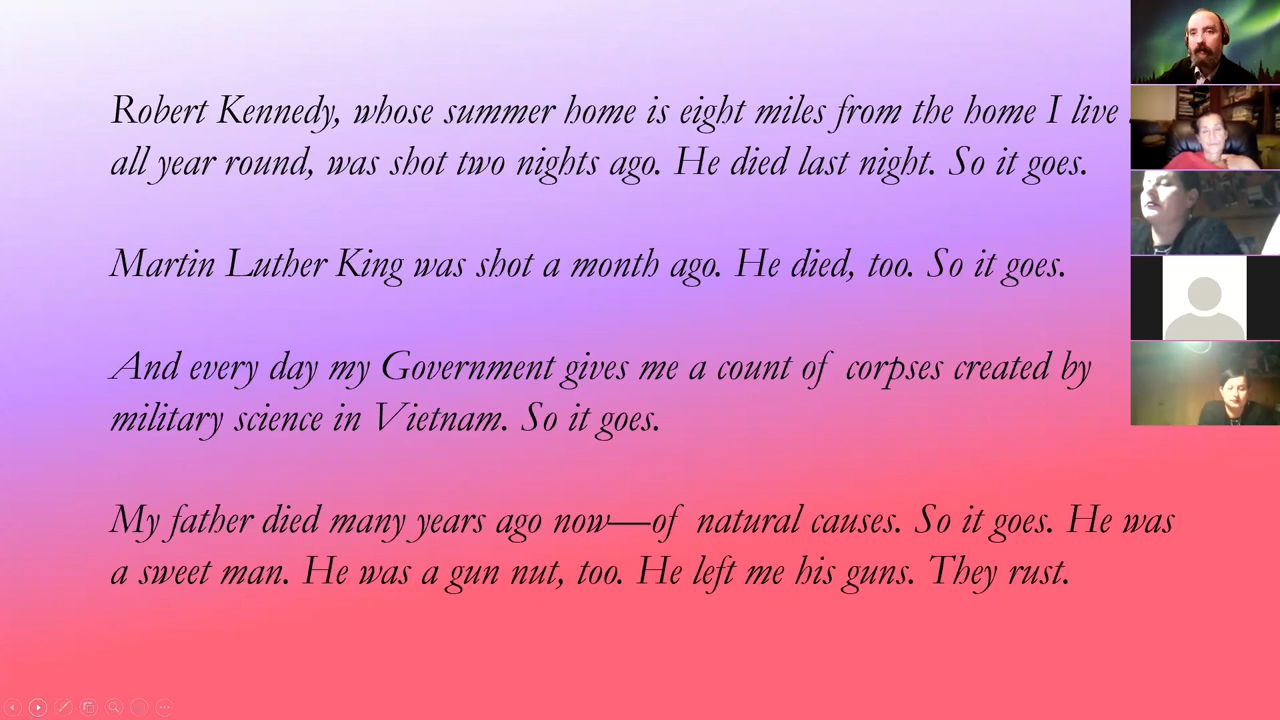 Robert Kennedy, whose summer home is eight miles from the home I live
all year round, was shot two nights ago. He died last night. So it goes.
Martin Luther King was shot a month ago. He died, too. So it goes.
And every day my Government gives me a count of corpses created by
military science in Vietnam. So it goes.
My father died many years ago now—of natural causes. So it goes. He was
a sweet man. He was a gun nut, too. He left me his guns. They rust.